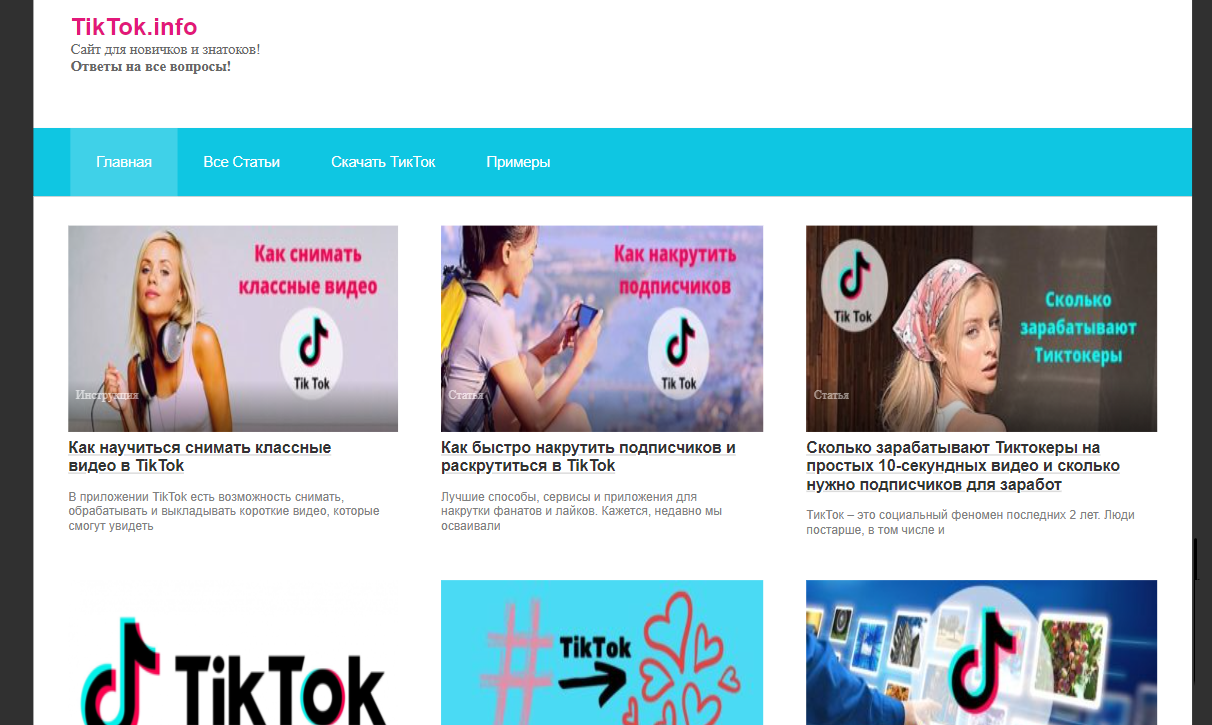 TikTok.info
Сайт для новичков и знатоков!
Ответы на все вопросы!
Главная
Все Статьи
Скачать ТикТок
Примеры
Как снимать
классные видео
Tik Tok
Инструкция
Как накрутить
подписчиков
Tik Tok
Статья
Tik Tok
Сколько
зарабатывают
Тиктокеры
Статья
Как научиться снимать классные
видео в TikTok
В приложении TikTok есть возможность снимать,
обрабатывать и выкладывать короткие видео, которые
смогут увидеть
Как быстро накрутить подписчиков и
раскрутиться в TikTok
Лучшие способы, сервисы и приложения для
накрутки фанатов и лайков. Кажется, недавно мы
осваивали
Сколько зарабатывают Тиктокеры на
простых 10-секундных видео и сколько
нужно подписчиков для заработ
ТикТок – это социальный феномен последних 2 лет. Люди
постарше, в том числе и
TikTok
#
TikTok